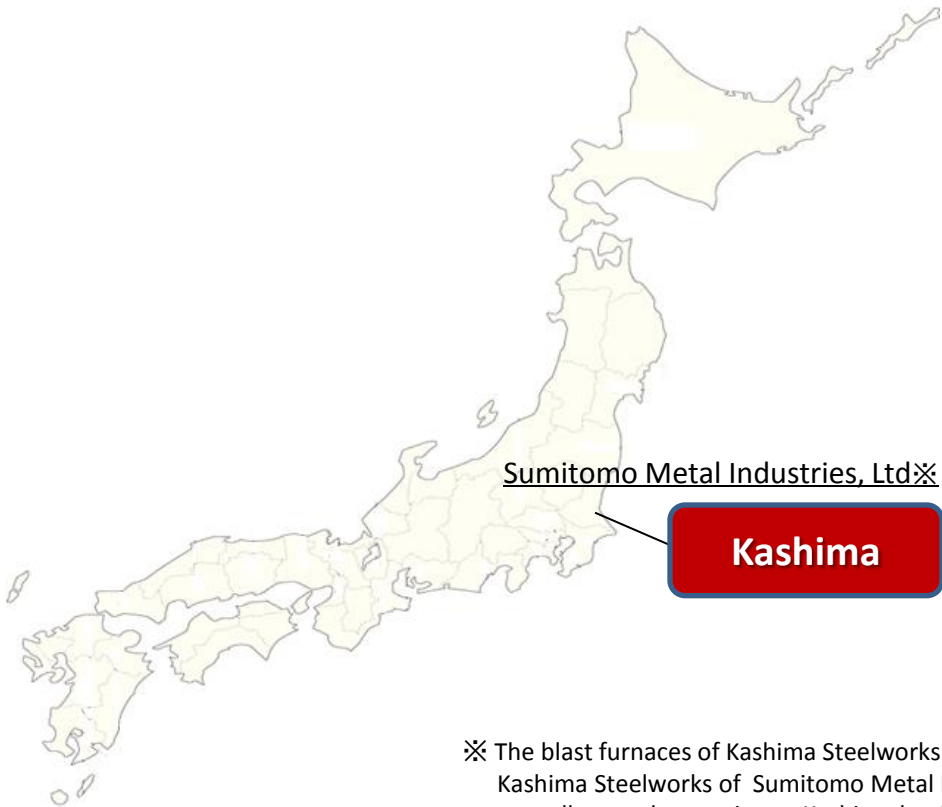 Sumitomo Metal Industries, Ltd※
Kashima
※ The blast furnaces of Kashima Steelworks
Kashima Steelworks of Sumitomo Metal